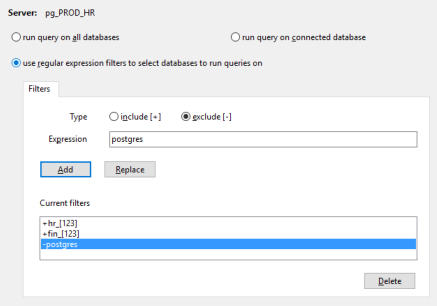 Server: pg_PROD_HR
run query on all databases
run query on connected database
use regular expression filters to select databases to run queries on
Filters
Type
include [+]
exclude [-]
Expression
postgres
Add
Replace
Current filters
+hr_[123]
+fin_[123]
-postgres
Delete